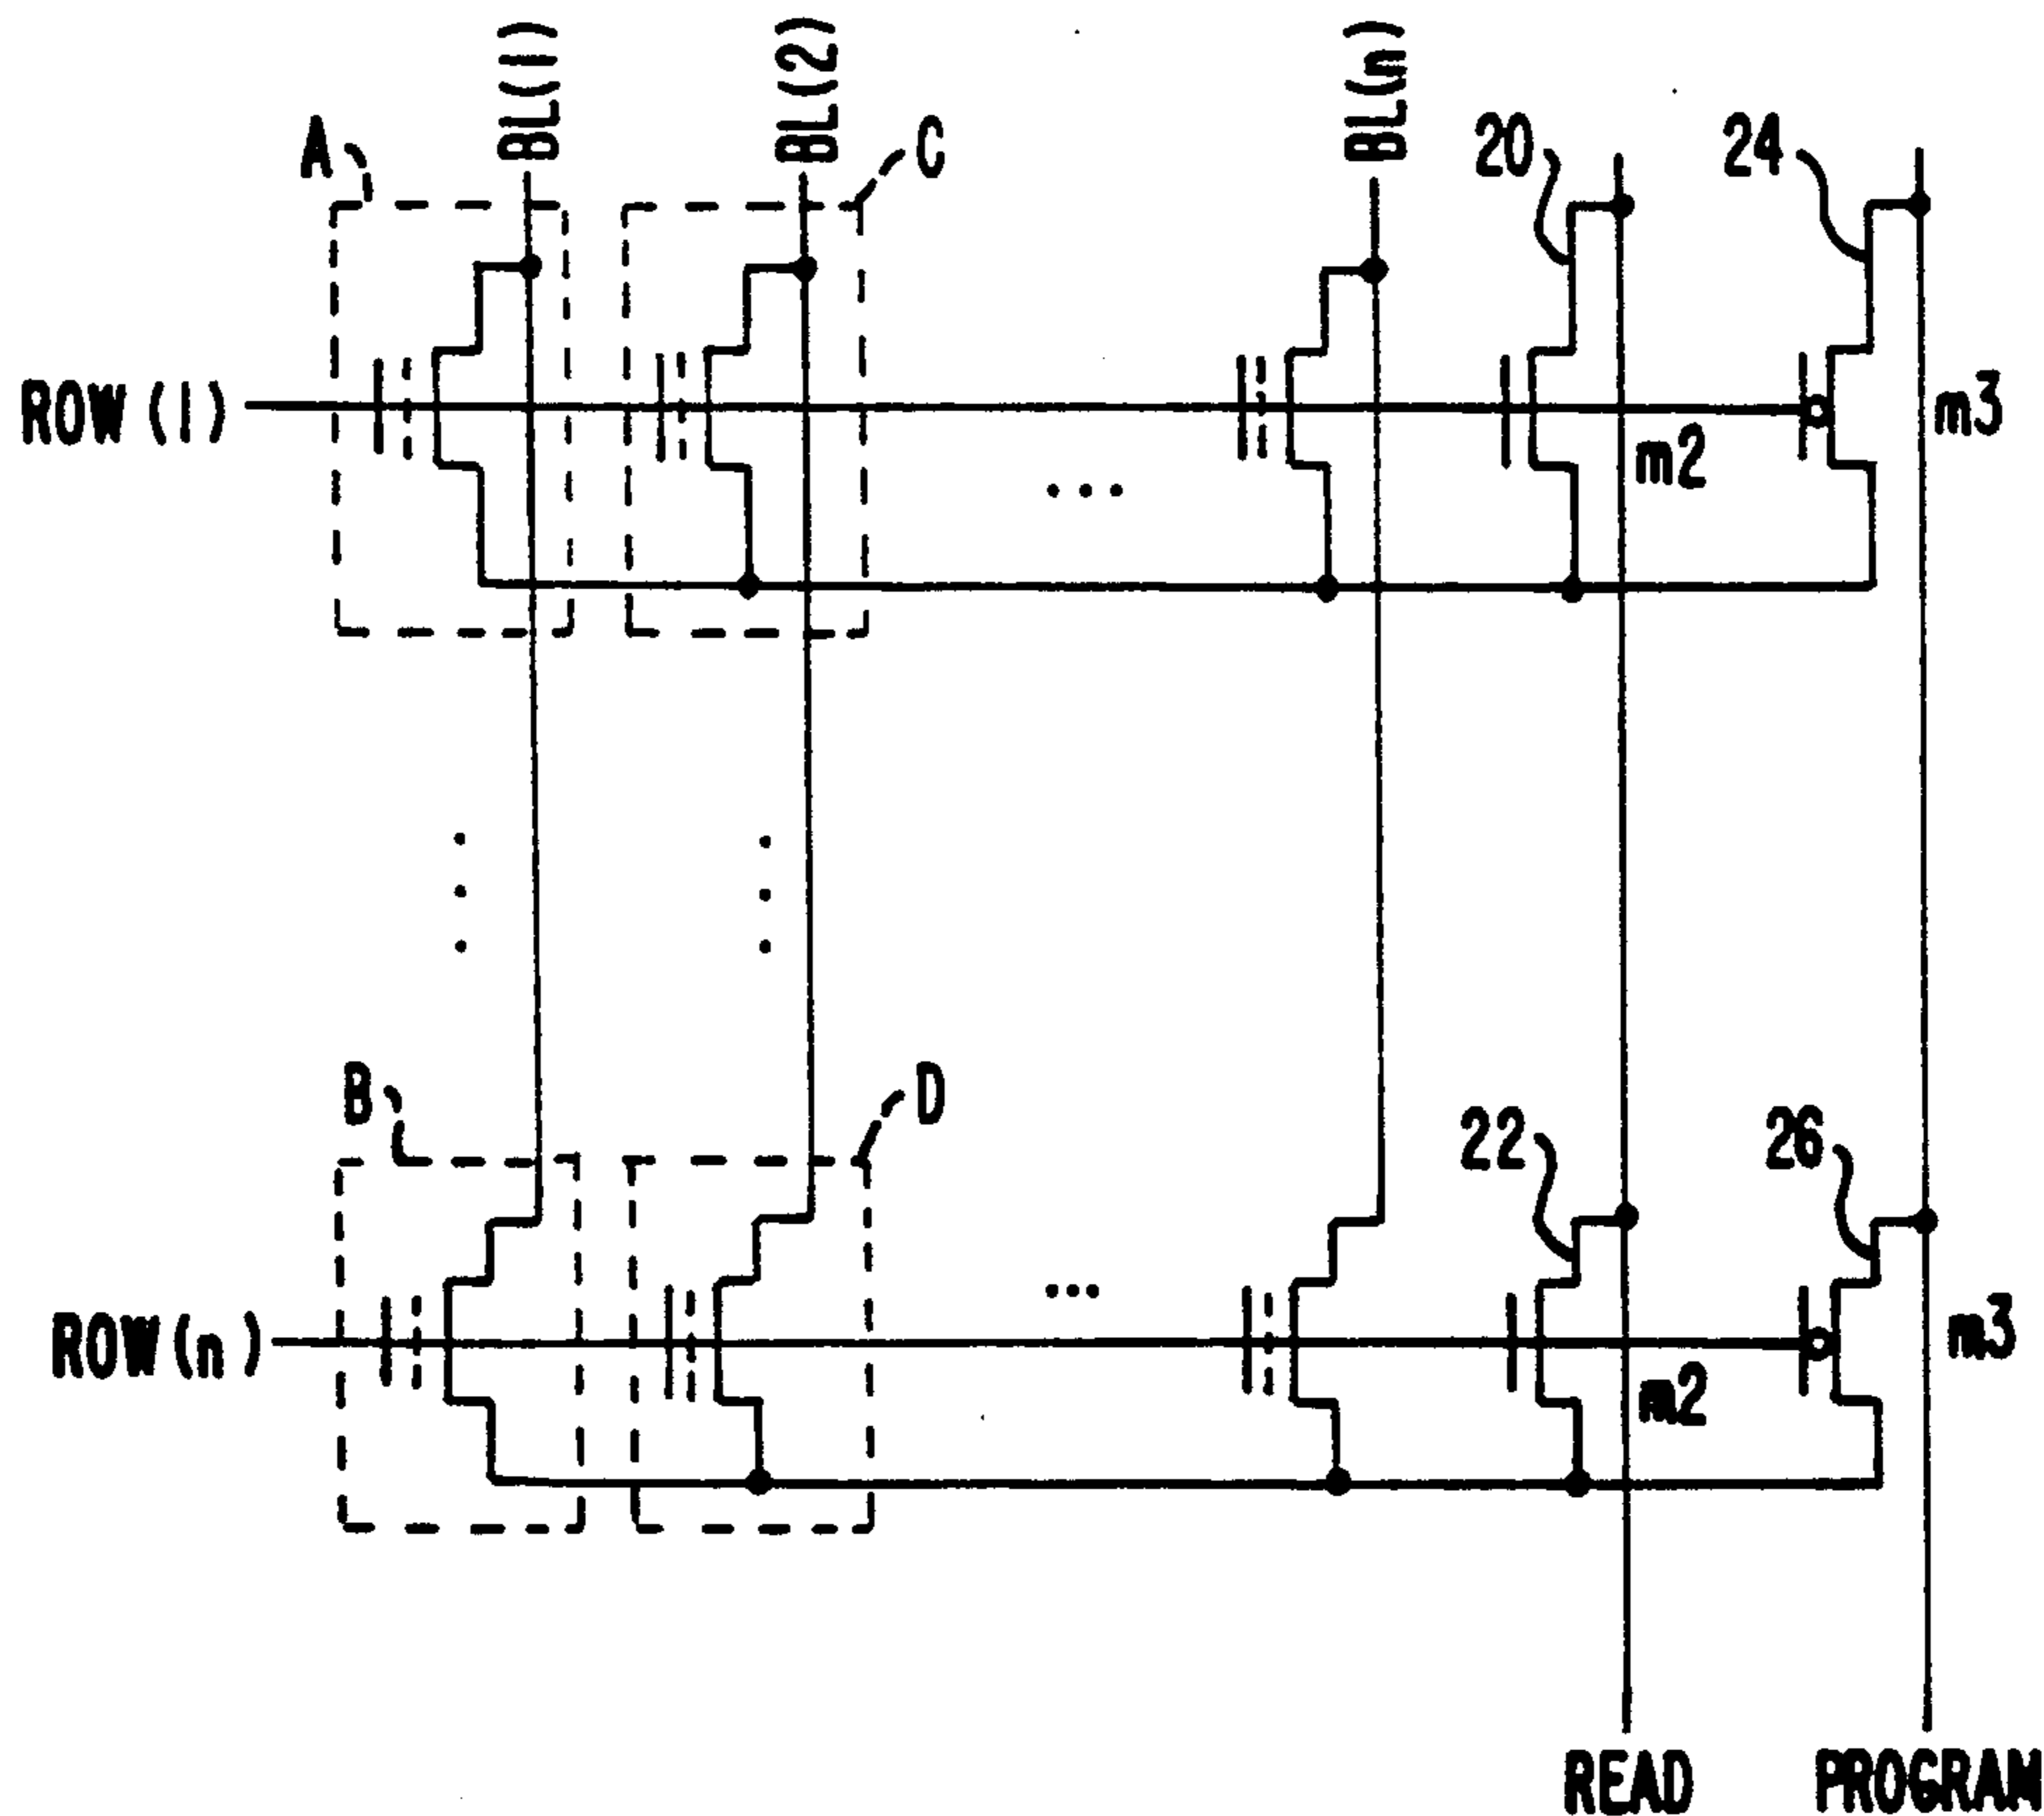 BL(1)
BL(2)
BL(n)
A
C
20
24
ROW(1)
m2
m3
B
D
22
26
ROW(n)
m2
m3
READ
PROGRAM